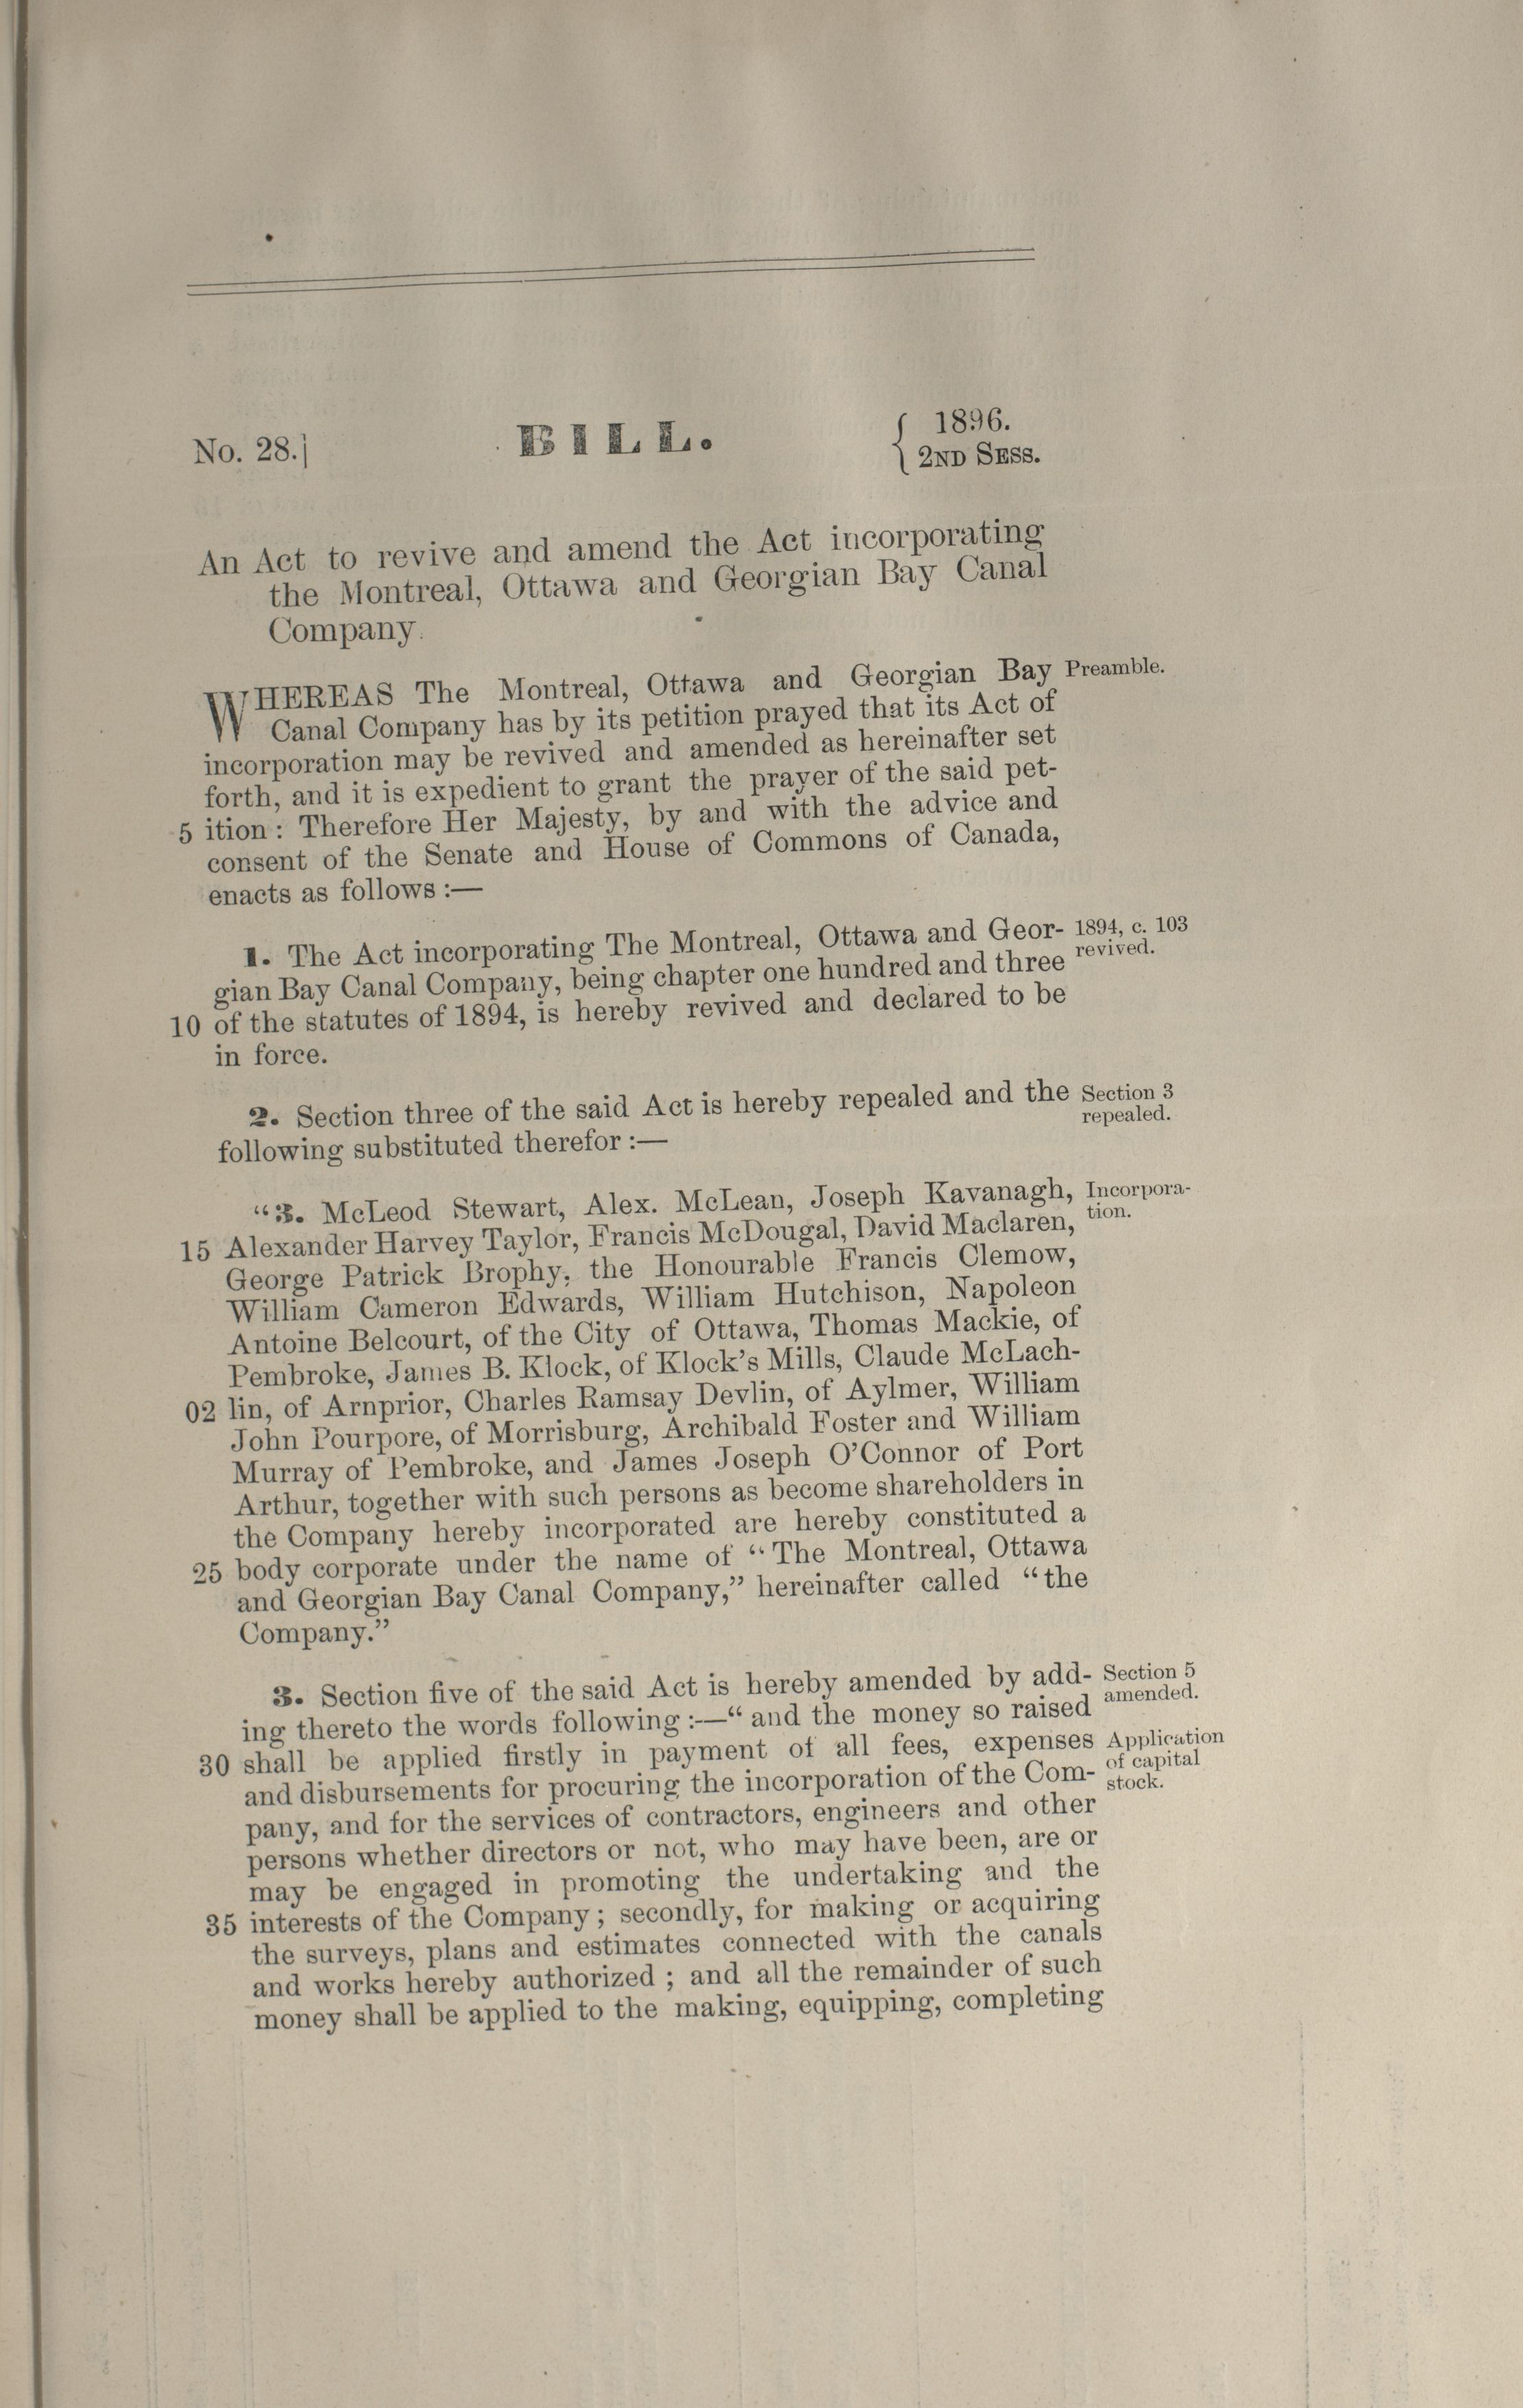 No. 28.]
BILL.
{ 1896.
2ND SESS.
An Act to revive and amend the Act incorporating
the Montreal, Ottawa and Georgian Bay Canal
Company.
WHEREAS The Montreal, Ottawa and Georgian Bay Preamble.
Canal Company has by its petition prayed that its Act of
incorporation may be revived and amended as hereinafter set
forth, and it is expedient to grant the prayer of the said pet-
5 ition: Therefore Her Majesty, by and with the advice and
consent of the Senate and House of Commons of Canada,
enacts as follows :—
1. The Act incorporating The Montreal, Ottawa and Geor- 1894, c. 103
gian Bay Canal Company, being chapter one hundred and three revived.
10 of the statutes of 1894, is hereby revived and declared to be
in force.
2. Section three of the said Act is hereby repealed and the Section 3
repealed.
following substituted therefor :—
“3. McLeod Stewart, Alex. McLean, Joseph Kavanagh, Incorpora-
15 Alexander Harvey Taylor, Francis McDougal, David Maclaren, tion.
George Patrick Brophy, the Honourable Francis Clemow,
William Cameron Edwards, William Hutchison, Napoleon
Antoine Belcourt, of the City of Ottawa, Thomas Mackie, of
Pembroke, James B. Klock, of Klock’s Mills, Claude McLach-
02 lin, of Arnprior, Charles Ramsay Devlin, of Aylmer, William
John Pourpore, of Morrisburg, Archibald Foster and William
Murray of Pembroke, and James Joseph O’Connor of Port
Arthur, together with such persons as become shareholders in
the Company hereby incorporated are hereby constituted a
25 body corporate under the name of “The Montreal, Ottawa
and Georgian Bay Canal Company,” hereinafter called “the
Company.”
3. Section five of the said Act is hereby amended by add- Section 5
ing thereto the words following :—“and the money so raised amended.
30 shall be applied firstly in payment of all fees, expenses Application
and disbursements for procuring the incorporation of the Com- of capital
stock.
pany, and for the services of contractors, engineers and other
persons whether directors or not, who may have been, are or
may be engaged in promoting the undertaking and the
35 interests of the Company; secondly, for making or acquiring
the surveys, plans and estimates connected with the canals
and works hereby authorized; and all the remainder of such
money shall be applied to the making, equipping, completing